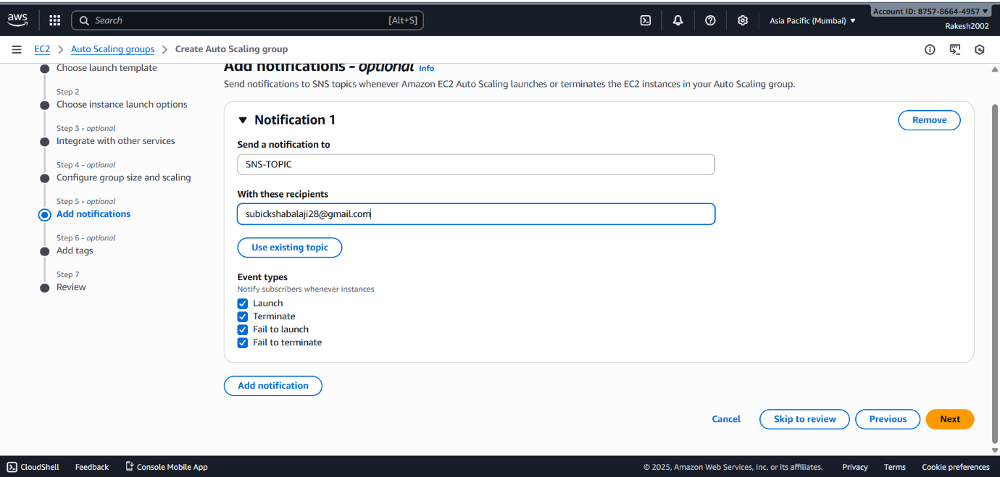 aws
Search [Alt+S]
Asia Pacific (Mumbai) ▼
Account ID: 8757-8664-4957 ▼
Rakesh2002
EC2 > Auto Scaling groups > Create Auto Scaling group
Choose launch template
Step 2
Choose instance launch options
Step 3 - optional
Integrate with other services
Step 4 - optional
Configure group size and scaling
Step 5 - optional
Add notifications
Step 6 - optional
Add tags
Step 7
Review
Add notifications - optional Info
Send notifications to SNS topics whenever Amazon EC2 Auto Scaling launches or terminates the EC2 instances in your Auto Scaling group.
▼ Notification 1
Remove
Send a notification to
SNS-TOPIC
With these recipients
subickshabalaji28@gmail.com
Use existing topic
Event types
Notify subscribers whenever instances
Launch
Terminate
Fail to launch
Fail to terminate
Add notification
Cancel Skip to review Previous Next
CloudShell Feedback Console Mobile App © 2025, Amazon Web Services, Inc. or its affiliates. Privacy Terms Cookie preferences